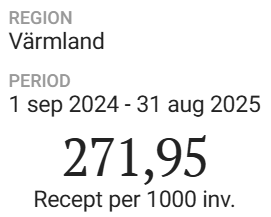 REGION
Värmland
PERIOD
1 sep 2024 - 31 aug 2025
271,95
Recept per 1000 inv.